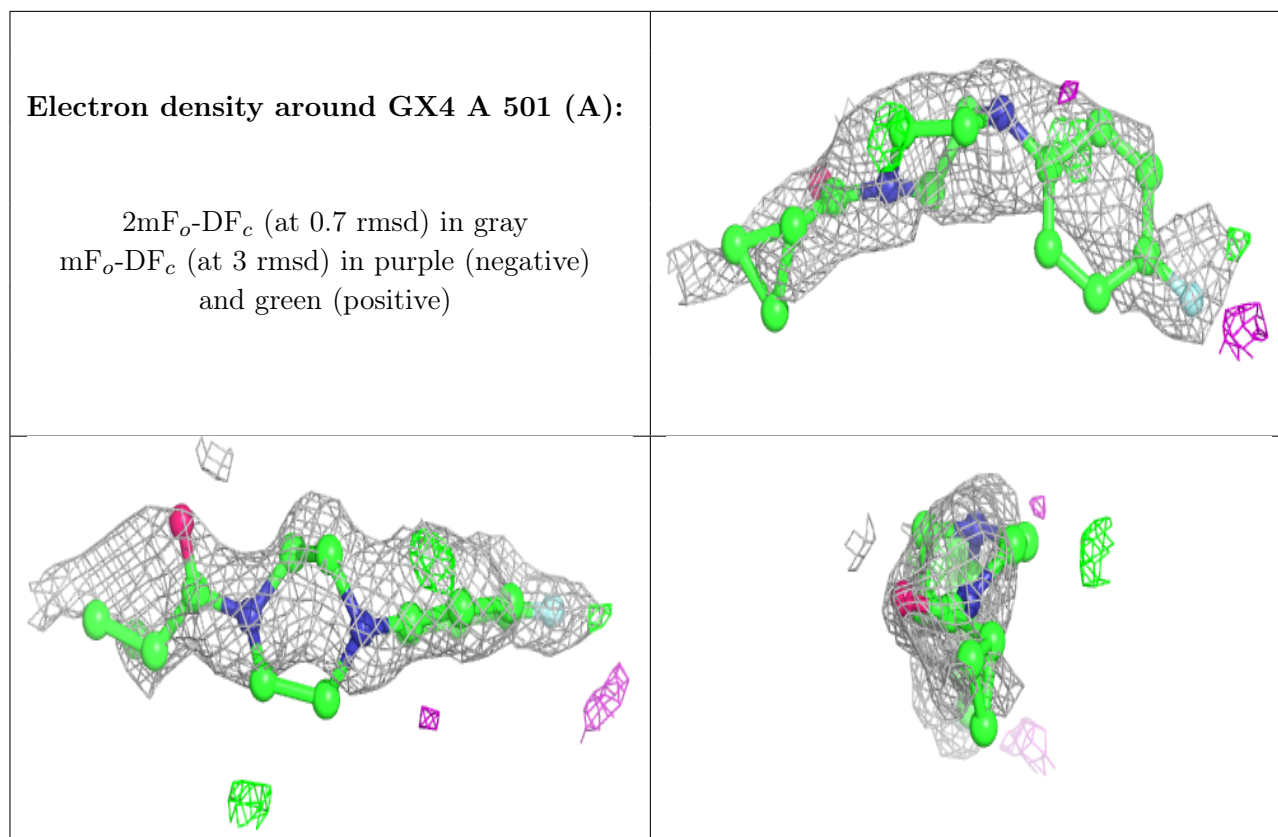 Electron density around GX4 A 501 (A):
2mFₒ-DF𝒸 (at 0.7 rmsd) in gray
mFₒ-DF𝒸 (at 3 rmsd) in purple (negative)
and green (positive)